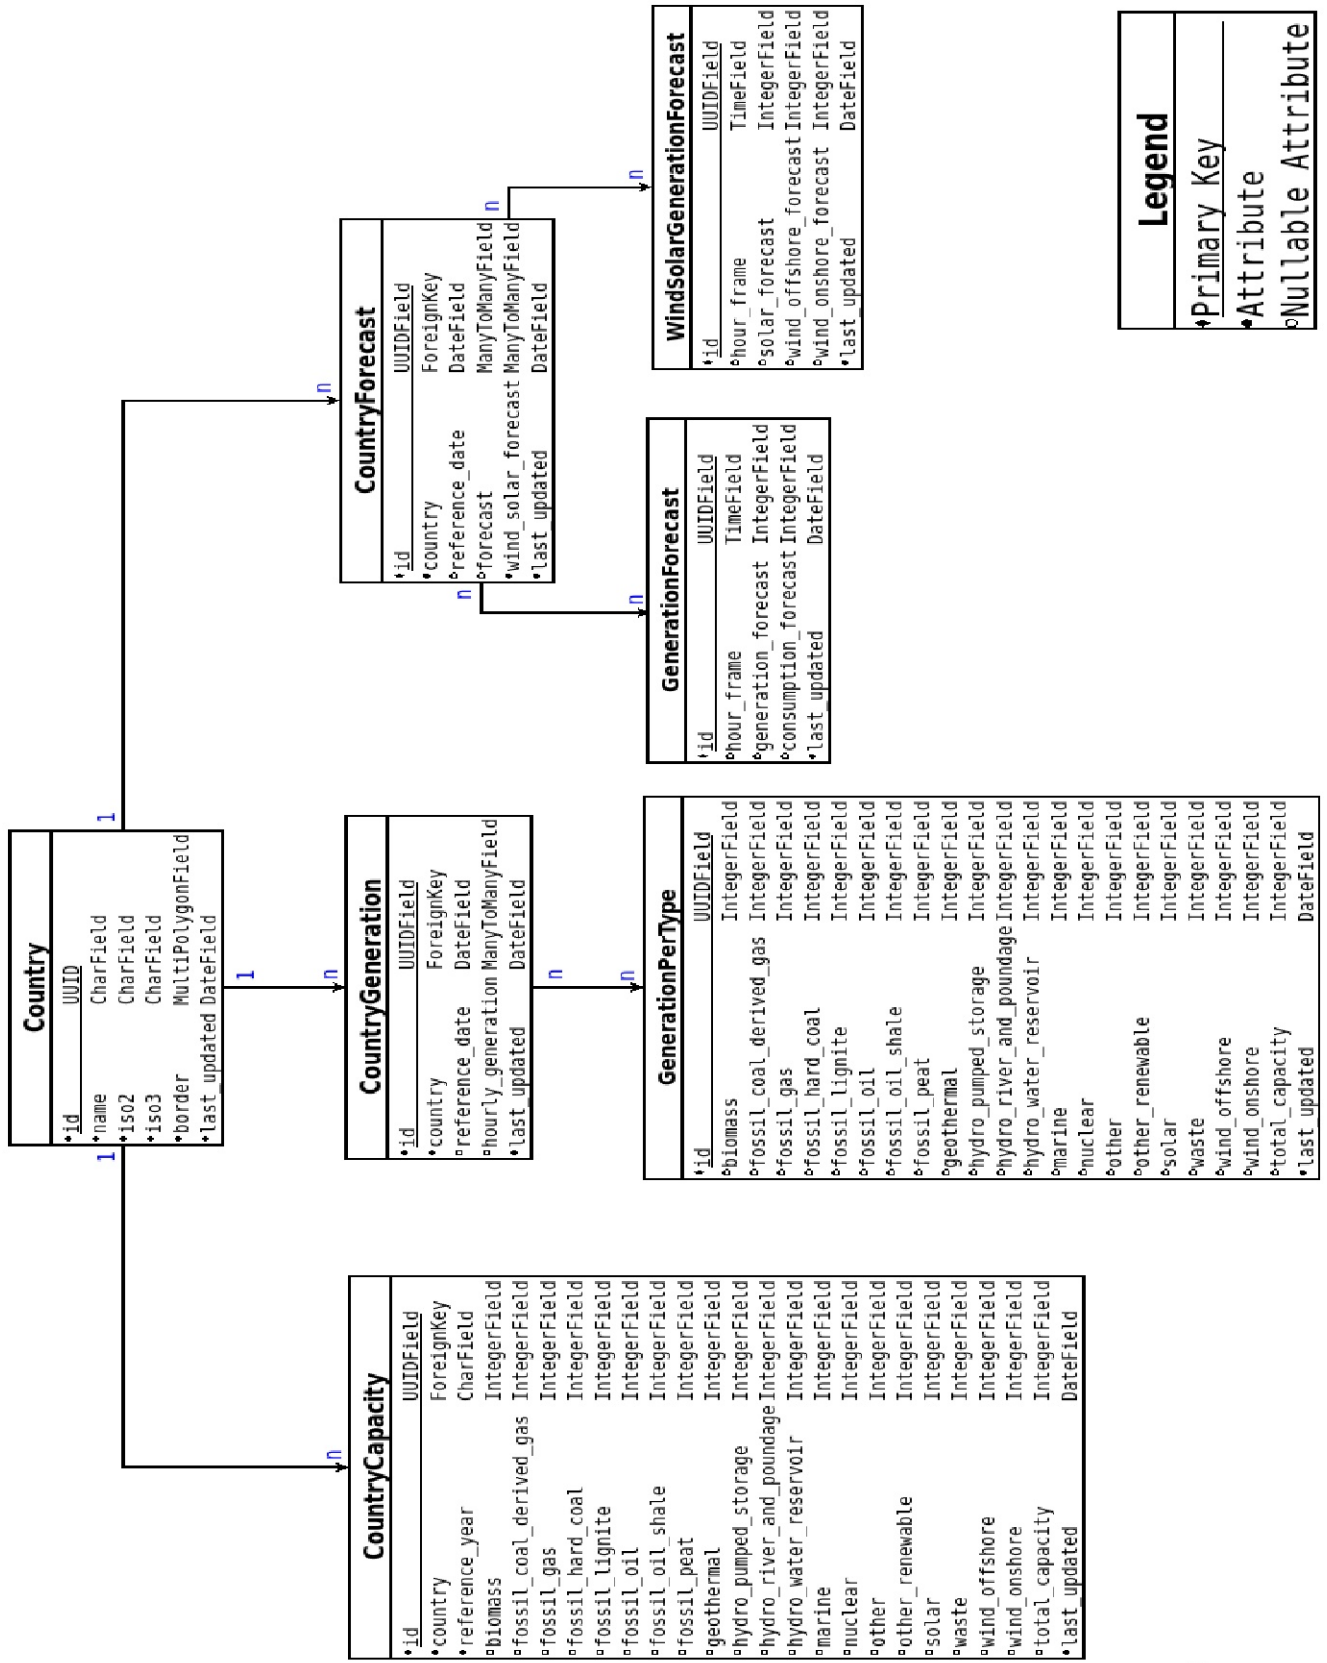 Country
id UUID
name CharField
iso2 CharField
iso3 CharField
border MultiPolygonField
last_updated DateField
1
1
1
n
n
n
CountryCapacity
id UUIDField
country ForeignKey
reference_year CharField
biomass IntegerField
fossil_coal_derived_gas IntegerField
fossil_gas IntegerField
fossil_hard_coal IntegerField
fossil_lignite IntegerField
fossil_oil IntegerField
fossil_oil_shale IntegerField
fossil_peat IntegerField
geothermal IntegerField
hydro_pumped_storage IntegerField
hydro_river_and_poundage IntegerField
hydro_water_reservoir IntegerField
marine IntegerField
nuclear IntegerField
other IntegerField
other_renewable IntegerField
solar IntegerField
waste IntegerField
wind_offshore IntegerField
wind_onshore IntegerField
total_capacity IntegerField
last_updated DateField
CountryGeneration
id UUIDField
country ForeignKey
reference_date DateField
hourly_generation ManyToManyField
last_updated DateField
n
n
GenerationPerType
id UUIDField
biomass IntegerField
fossil_coal_derived_gas IntegerField
fossil_gas IntegerField
fossil_hard_coal IntegerField
fossil_lignite IntegerField
fossil_oil IntegerField
fossil_oil_shale IntegerField
fossil_peat IntegerField
geothermal IntegerField
hydro_pumped_storage IntegerField
hydro_river_and_poundage IntegerField
hydro_water_reservoir IntegerField
marine IntegerField
nuclear IntegerField
other IntegerField
other_renewable IntegerField
solar IntegerField
waste IntegerField
wind_offshore IntegerField
wind_onshore IntegerField
total_capacity IntegerField
last_updated DateField
CountryForecast
id UUIDField
country ForeignKey
reference_date DateField
forecast ManyToManyField
wind_solar_forecast ManyToManyField
last_updated DateField
n
n
n
n
GenerationForecast
id UUIDField
hour_frame TimeField
generation_forecast IntegerField
consumption_forecast IntegerField
last_updated DateField
WindSolarGenerationForecast
id UUIDField
hour_frame TimeField
solar_forecast IntegerField
wind_offshore_forecast IntegerField
wind_onshore_forecast IntegerField
last_updated DateField
Legend
Primary Key
Attribute
Nullable Attribute